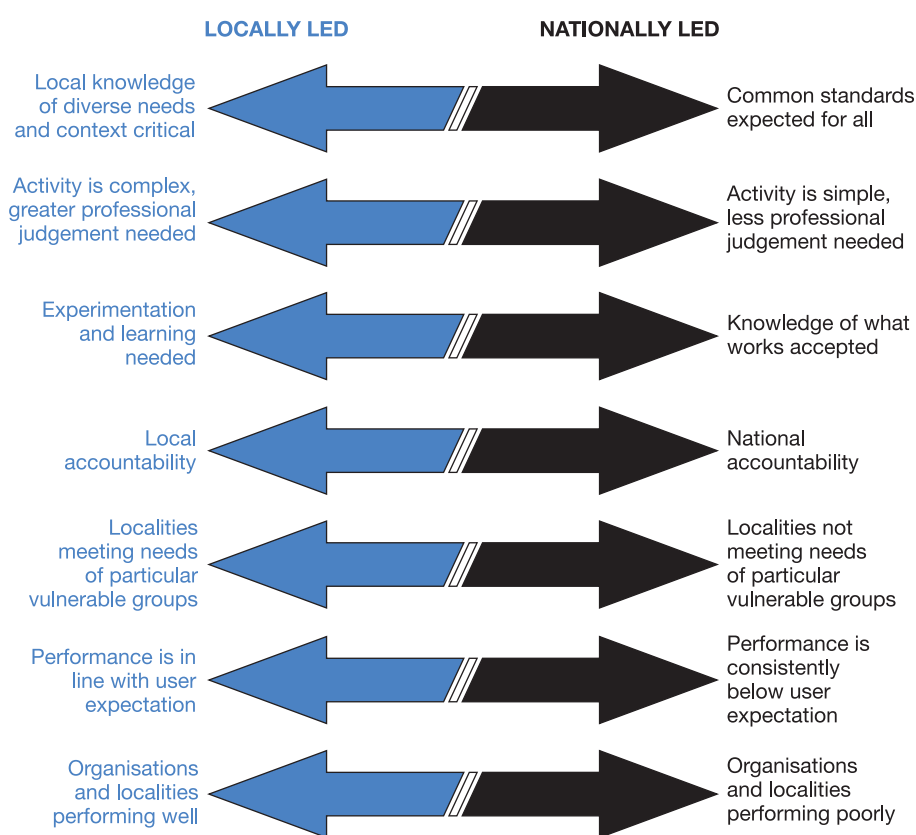 LOCALLY LED
NATIONALLY LED
Local knowledge
of diverse needs
and context critical
Common standards
expected for all
Activity is complex,
greater professional
judgement needed
Activity is simple,
less professional
judgement needed
Experimentation
and learning
needed
Knowledge of what
works accepted
Local
accountability
National
accountability
Localities
meeting needs
of particular
vulnerable groups
Localities not
meeting needs
of particular
vulnerable groups
Performance is in
line with user
expectation
Performance is
consistently
below user
expectation
Organisations
and localities
performing well
Organisations
and localities
performing poorly